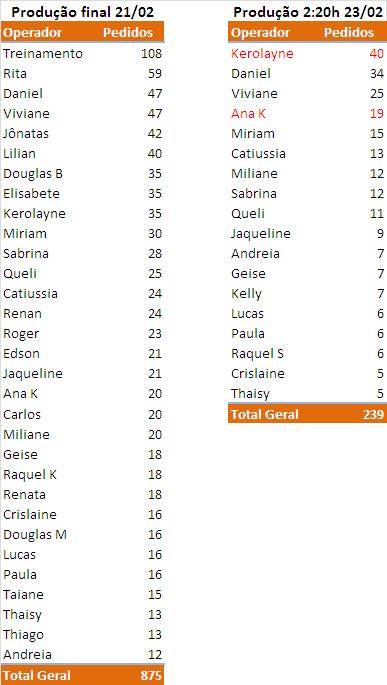 Produção final 21/02
Operador Pedidos
Treinamento 108
Rita 59
Daniel 47
Viviane 47
Jônatas 42
Lilian 40
Douglas B 35
Elisabete 35
Kerolayne 35
Miriam 30
Sabrina 28
Queli 25
Catiussia 24
Renan 24
Roger 23
Edson 21
Jaqueline 21
Ana K 20
Carlos 20
Miliane 20
Geise 18
Raquel K 18
Renata 18
Crislaine 16
Douglas M 16
Lucas 16
Paula 16
Taiane 15
Thaisy 13
Thiago 13
Andreia 12
Total Geral 875
Produção 2:20h 23/02
Operador Pedidos
Kerolayne 40
Daniel 34
Viviane 25
Ana K 19
Miriam 15
Catiussia 13
Miliane 12
Sabrina 12
Queli 11
Jaqueline 9
Andreia 7
Geise 7
Kelly 7
Lucas 6
Paula 6
Raquel S 6
Crislaine 5
Thaisy 5
Total Geral 239